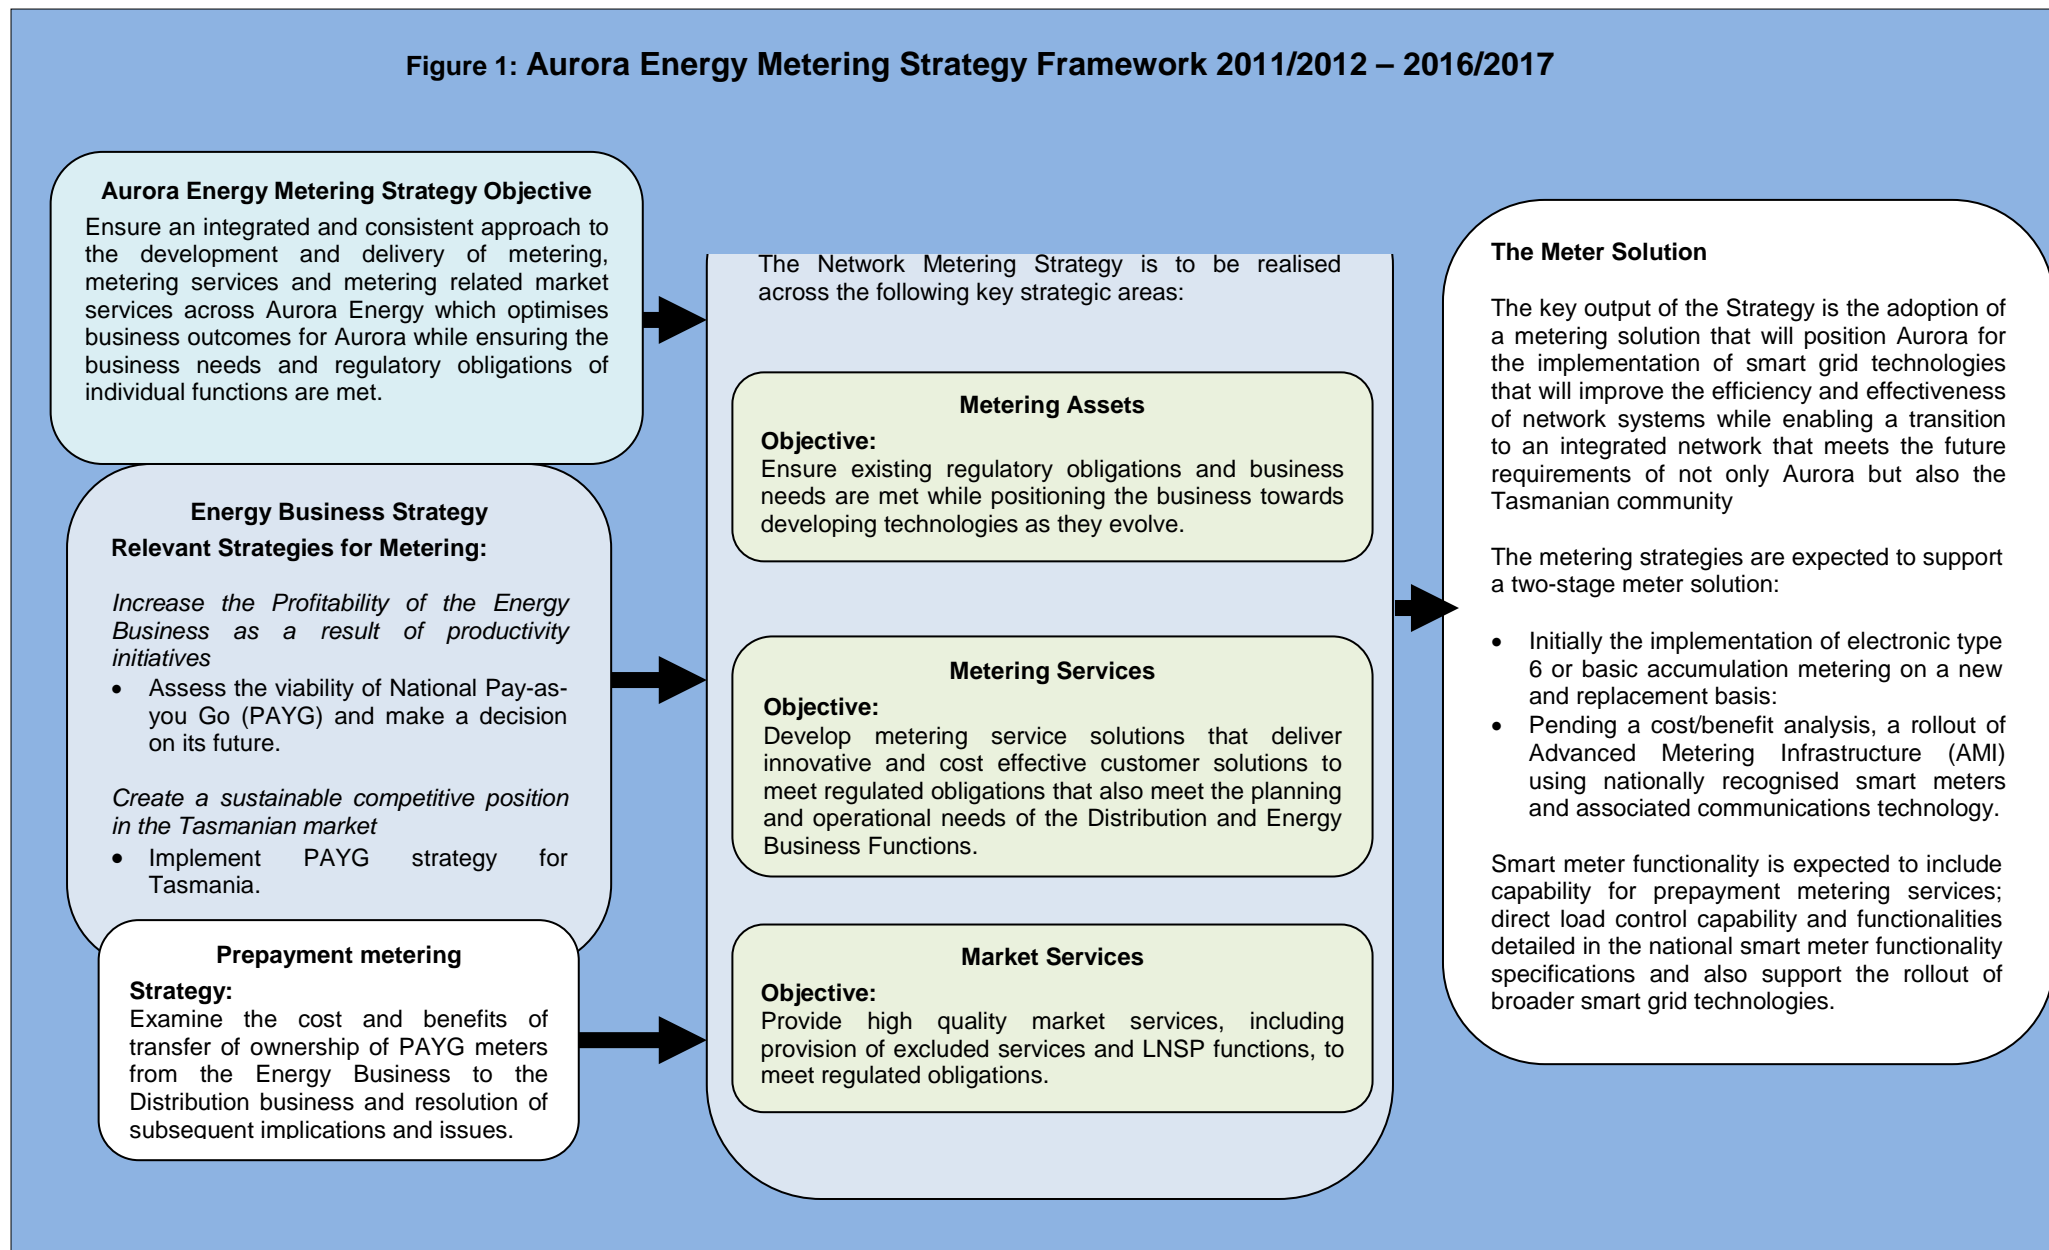 Figure 1: Aurora Energy Metering Strategy Framework 2011/2012 – 2016/2017
Aurora Energy Metering Strategy Objective
Ensure an integrated and consistent approach to
the development and delivery of metering,
metering services and metering related market
services across Aurora Energy which optimises
business outcomes for Aurora while ensuring the
business needs and regulatory obligations of
individual functions are met.
Energy Business Strategy
Relevant Strategies for Metering:
Increase the Profitability of the Energy
Business as a result of productivity
initiatives
• Assess the viability of National Pay-as-
you Go (PAYG) and make a decision
on its future.
Create a sustainable competitive position
in the Tasmanian market
• Implement PAYG strategy for
Tasmania.
Prepayment metering
Strategy:
Examine the cost and benefits of
transfer of ownership of PAYG meters
from the Energy Business to the
Distribution business and resolution of
subsequent implications and issues.
The Network Metering Strategy is to be realised
across the following key strategic areas:
Metering Assets
Objective:
Ensure existing regulatory obligations and business
needs are met while positioning the business towards
developing technologies as they evolve.
Metering Services
Objective:
Develop metering service solutions that deliver
innovative and cost effective customer solutions to
meet regulated obligations that also meet the planning
and operational needs of the Distribution and Energy
Business Functions.
Market Services
Objective:
Provide high quality market services, including
provision of excluded services and LNSP functions, to
meet regulated obligations.
The Meter Solution
The key output of the Strategy is the adoption of
a metering solution that will position Aurora for
the implementation of smart grid technologies
that will improve the efficiency and effectiveness
of network systems while enabling a transition
to an integrated network that meets the future
requirements of not only Aurora but also the
Tasmanian community
The metering strategies are expected to support
a two-stage meter solution:
• Initially the implementation of electronic type
6 or basic accumulation metering on a new
and replacement basis:
• Pending a cost/benefit analysis, a rollout of
Advanced Metering Infrastructure (AMI)
using nationally recognised smart meters
and associated communications technology.
Smart meter functionality is expected to include
capability for prepayment metering services;
direct load control capability and functionalities
detailed in the national smart meter functionality
specifications and also support the rollout of
broader smart grid technologies.